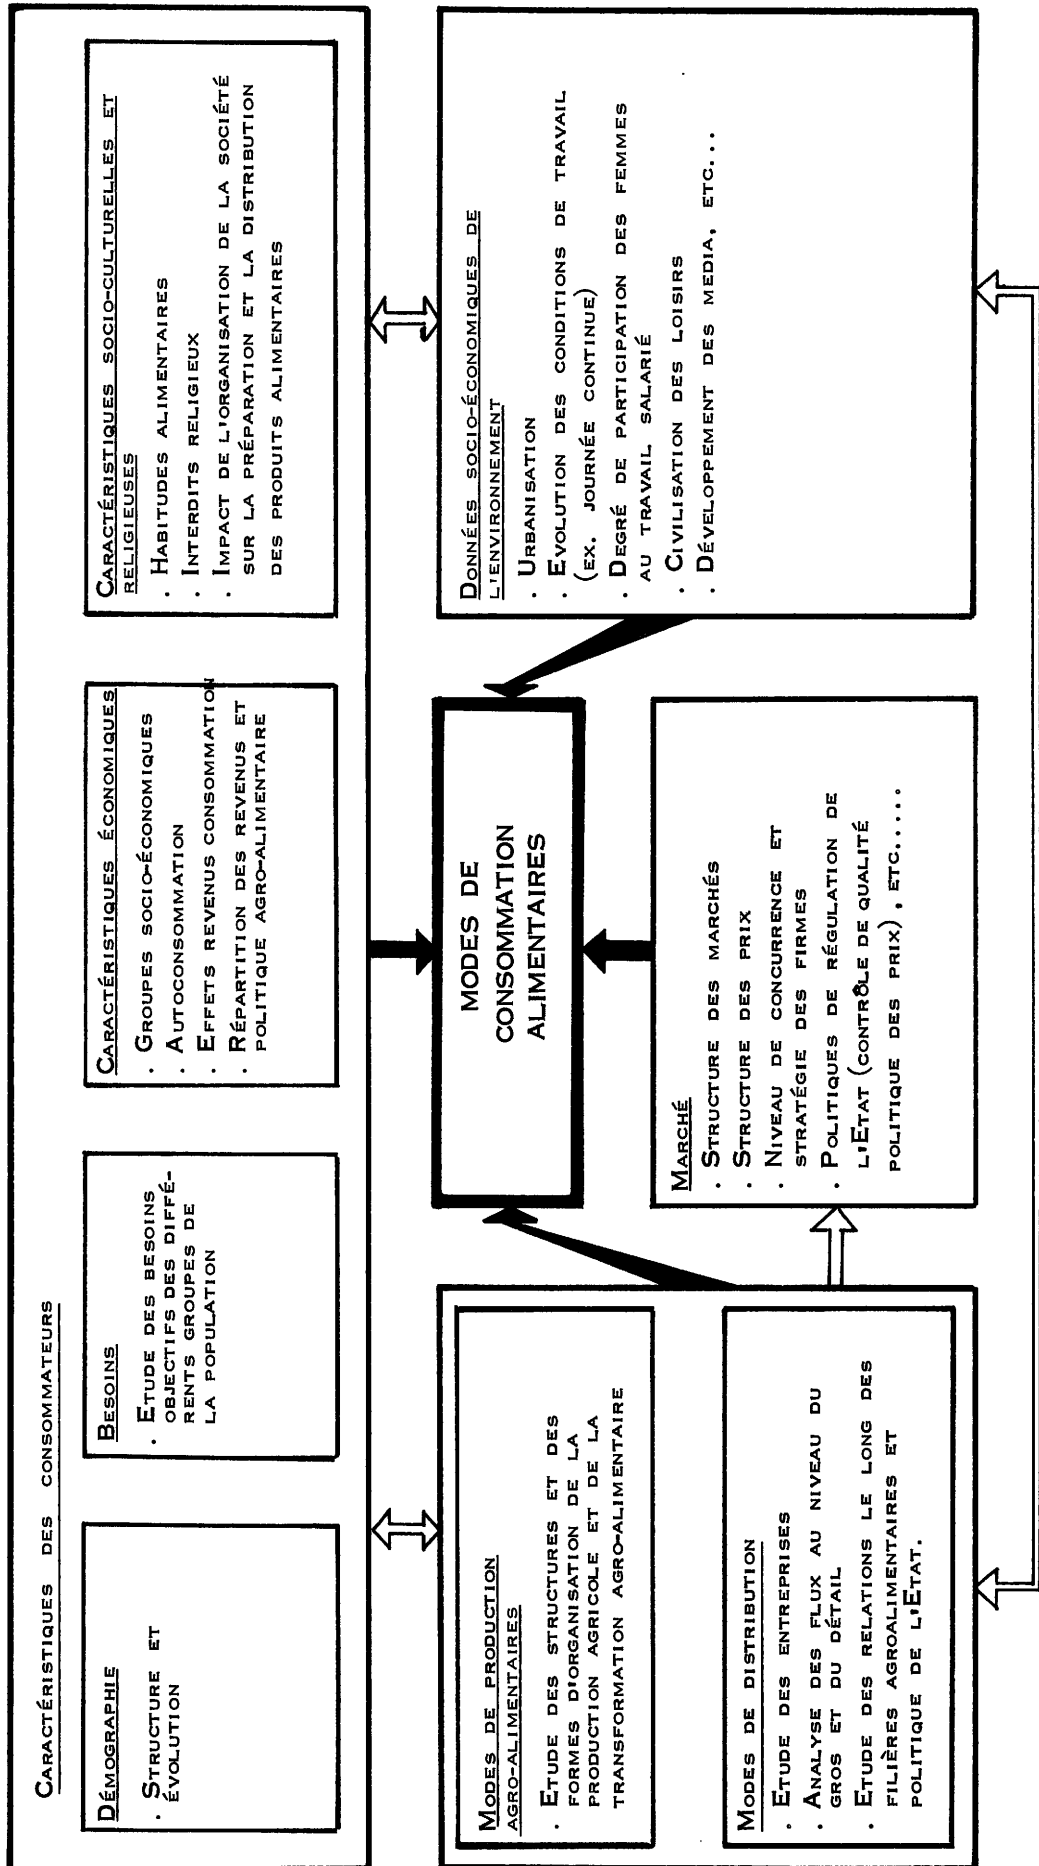 CARACTÉRISTIQUES DES CONSOMMATEURS
DÉMOGRAPHIE
. STRUCTURE ET
ÉVOLUTION
BESOINS
. ETUDE DES BESOINS
OBJECTIFS DES DIFFÉ-
RENTS GROUPES DE
LA POPULATION
CARACTÉRISTIQUES ÉCONOMIQUES
. GROUPES SOCIO-ÉCONOMIQUES
. AUTOCONSOMMATION
. EFFETS REVENUS CONSOMMATION
. RÉPARTITION DES REVENUS ET
POLITIQUE AGRO-ALIMENTAIRE
CARACTÉRISTIQUES SOCIO-CULTURELLES ET
RELIGIEUSES
. HABITUDES ALIMENTAIRES
. INTERDITS RELIGIEUX
. IMPACT DE L'ORGANISATION DE LA SOCIÉTÉ
SUR LA PRÉPARATION ET LA DISTRIBUTION
DES PRODUITS ALIMENTAIRES
MODES DE PRODUCTION
AGRO-ALIMENTAIRES
. ETUDE DES STRUCTURES ET DES
FORMES D'ORGANISATION DE LA
PRODUCTION AGRICOLE ET DE LA
TRANSFORMATION AGRO-ALIMENTAIRE
MODES DE DISTRIBUTION
. ETUDE DES ENTREPRISES
. ANALYSE DES FLUX AU NIVEAU DU
GROS ET DU DÉTAIL
. ETUDE DES RELATIONS LE LONG DES
FILIÈRES AGROALIMENTAIRES ET
POLITIQUE DE L'ETAT.
MODES DE
CONSOMMATION
ALIMENTAIRES
MARCHÉ
. STRUCTURE DES MARCHÉS
. STRUCTURE DES PRIX
. NIVEAU DE CONCURRENCE ET
STRATÉGIE DES FIRMES
. POLITIQUES DE RÉGULATION DE
L'ETAT (CONTRÔLE DE QUALITÉ
POLITIQUE DES PRIX), ETC.....
DONNÉES SOCIO-ÉCONOMIQUES DE
L'ENVIRONNEMENT
. URBANISATION
. EVOLUTION DES CONDITIONS DE TRAVAIL
(EX. JOURNÉE CONTINUE)
. DEGRÉ DE PARTICIPATION DES FEMMES
AU TRAVAIL SALARIÉ
. CIVILISATION DES LOISIRS
. DÉVELOPPEMENT DES MEDIA, ETC...